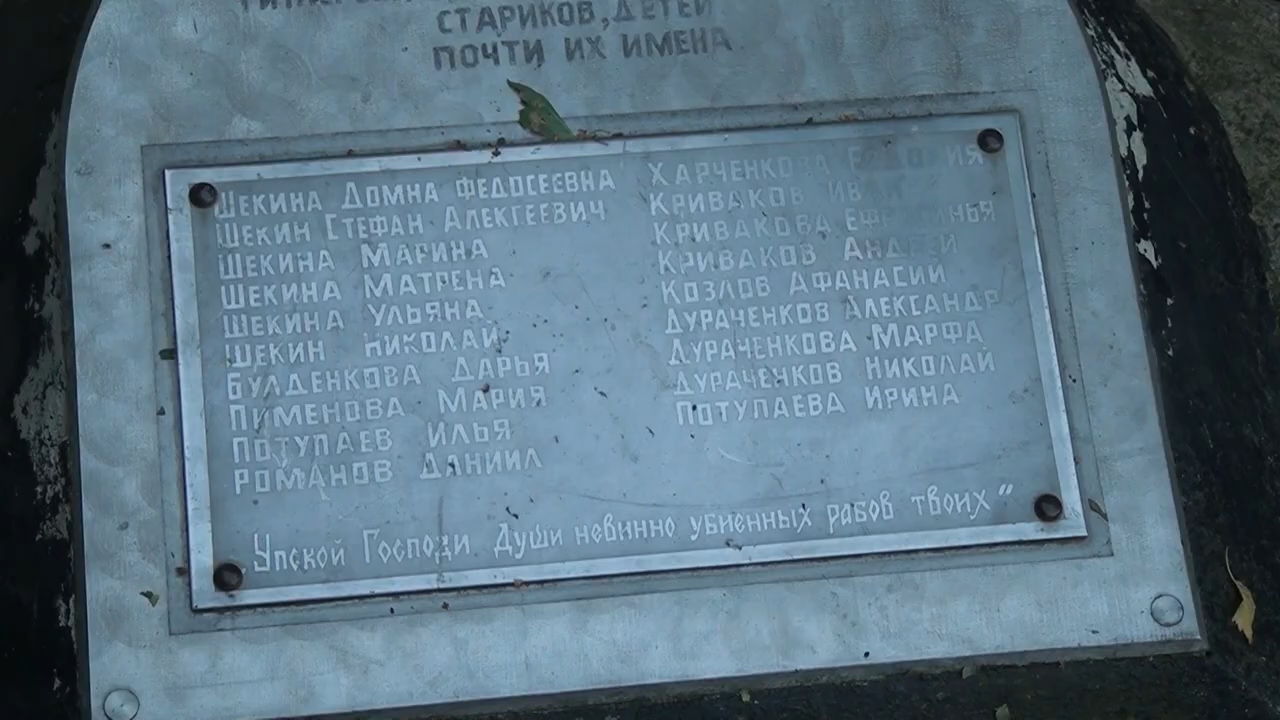 СТАРИКОВ, ДЕТЕЙ
ПОЧТИ ИХ ИМЕНА
ШЕКИНА ДОМНА ФЕДОСЕЕВНА
ШЕКИН СТЕФАН АЛЕКСЕЕВИЧ
ШЕКИНА МАРИНА
ШЕКИНА МАТРЕНА
ШЕКИНА УЛЬЯНА
ШЕКИН НИКОЛАЙ
БУЛДЕНКОВА ДАРЬЯ
ПИМЕНОВА МАРИЯ
ПОТУПАЕВ ИЛЬЯ
РОМАНОВ ДАНИИЛ
ХАРЧЕНКОВА
КРИВАКОВ
КРИВАКОВА ЕФРОСИНЬЯ
КРИВАКОВ АНДРЕЙ
КОЗЛОВ АФАНАСИЙ
ДУРАЧЕНКОВ АЛЕКСАНДР
ДУРАЧЕНКОВА МАРФА
ДУРАЧЕНКОВ НИКОЛАЙ
ПОТУПАЕВА ИРИНА
„Упокой Господи Души невинно убиенных рабов твоих"